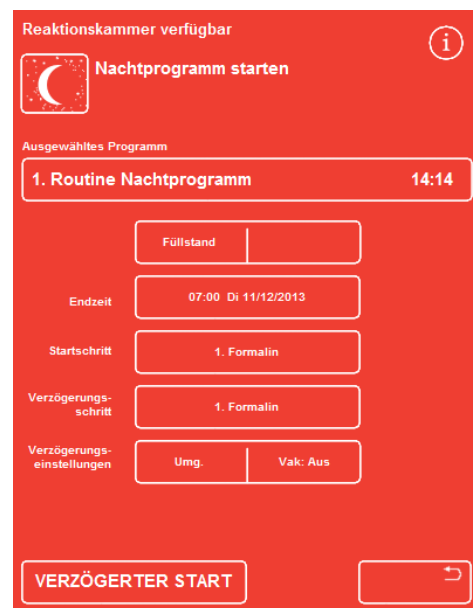 Reaktionskammer verfügbar
i
Nachtprogramm starten
Ausgewähltes Programm
1. Routine Nachtprogramm 14:14
Füllstand
Endzeit 07:00 Di 11/12/2013
Startschritt 1. Formalin
Verzögerungs-
schritt 1. Formalin
Verzögerungs-
einstellungen Umg. Vak: Aus
VERZÖGERTER START